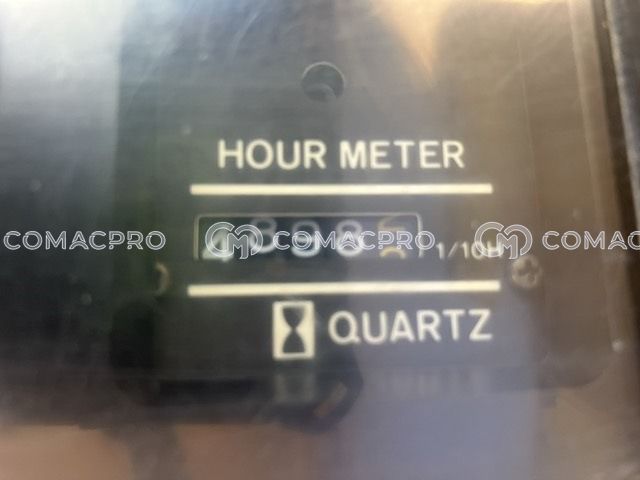 HOUR METER
COMACPRO COMACPRO COMAC
1/10H
QUARTZ